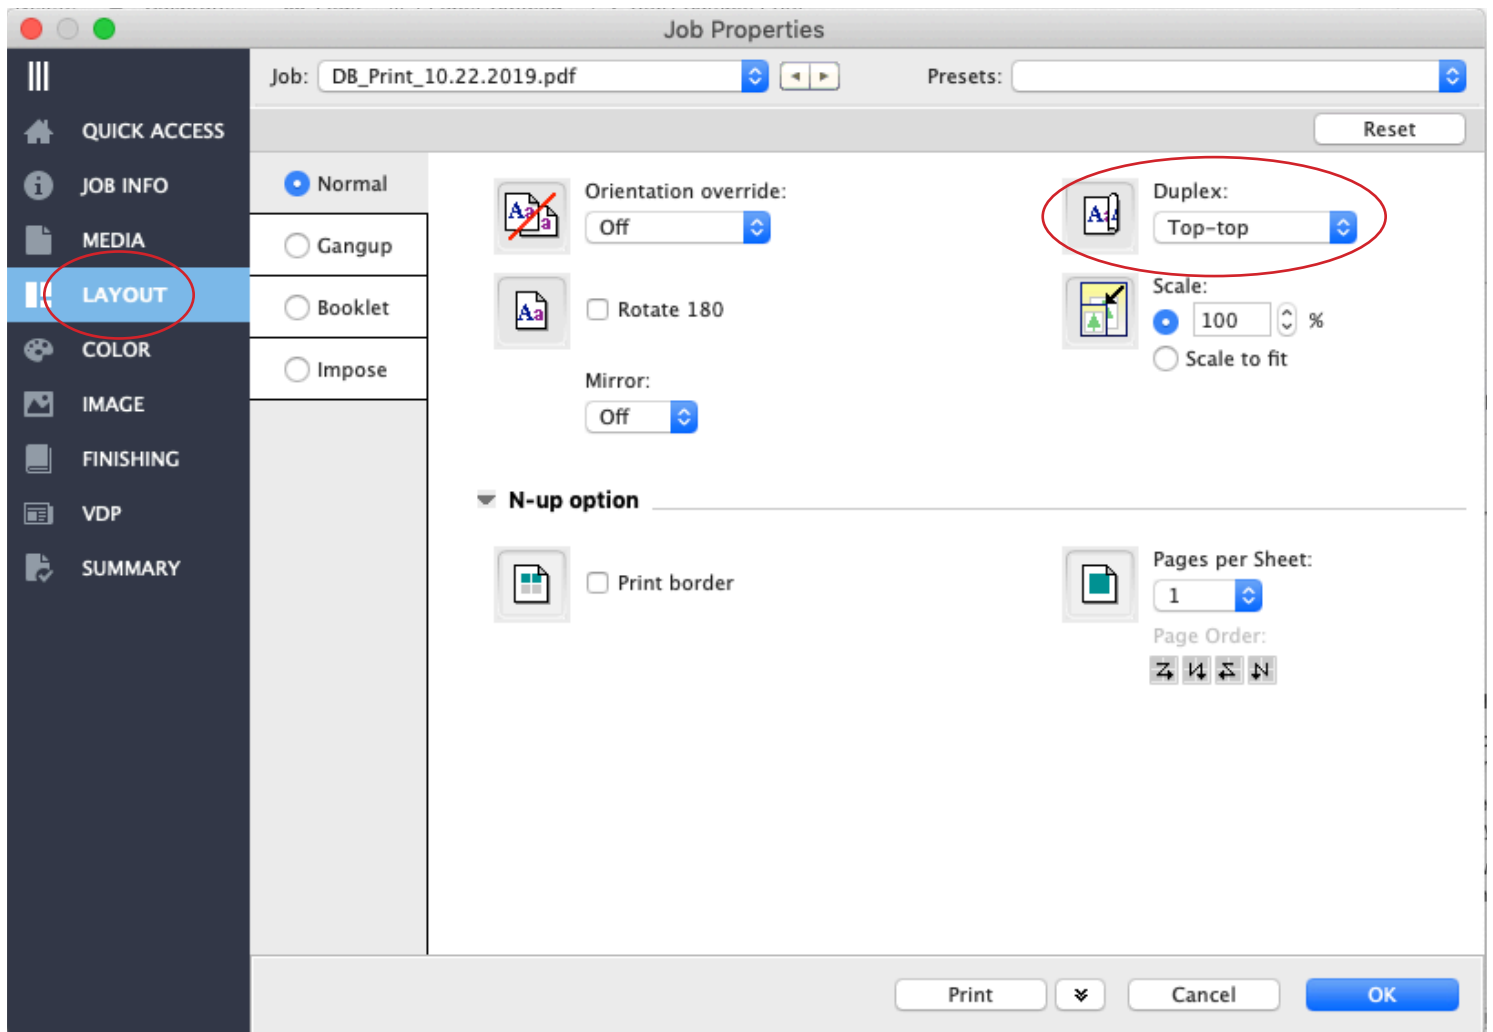 Job Properties
Job: DB_Print_10.22.2019.pdf
Presets:
Reset
QUICK ACCESS
JOB INFO
MEDIA
LAYOUT
COLOR
IMAGE
FINISHING
VDP
SUMMARY
Normal
Gangup
Booklet
Impose
Orientation override:
Off
Rotate 180
Mirror:
Off
Duplex:
Top-top
Scale:
100 %
Scale to fit
N-up option
Print border
Pages per Sheet:
1
Page Order:
Print
Cancel
OK